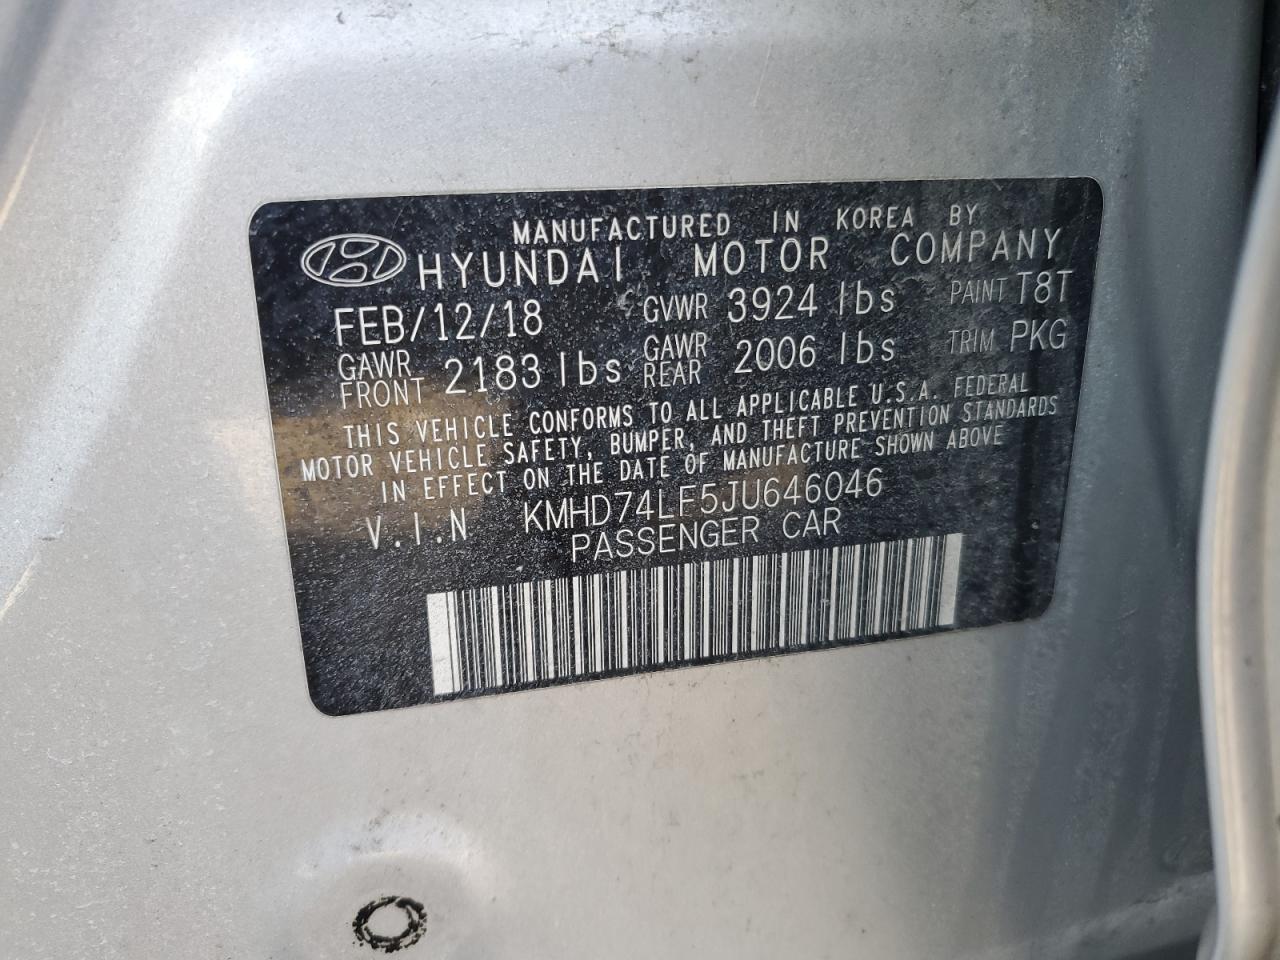 MANUFACTURED IN KOREA BY
HYUNDAI MOTOR COMPANY
FEB/12/18 GVWR 3924 lbs PAINT T8T
GAWR FRONT 2183 lbs GAWR REAR 2006 lbs TRIM PKG
THIS VEHICLE CONFORMS TO ALL APPLICABLE U.S.A. FEDERAL
MOTOR VEHICLE SAFETY, BUMPER, AND THEFT PREVENTION STANDARDS
IN EFFECT ON THE DATE OF MANUFACTURE SHOWN ABOVE
V.I.N KMHD74LF5JU646046
PASSENGER CAR